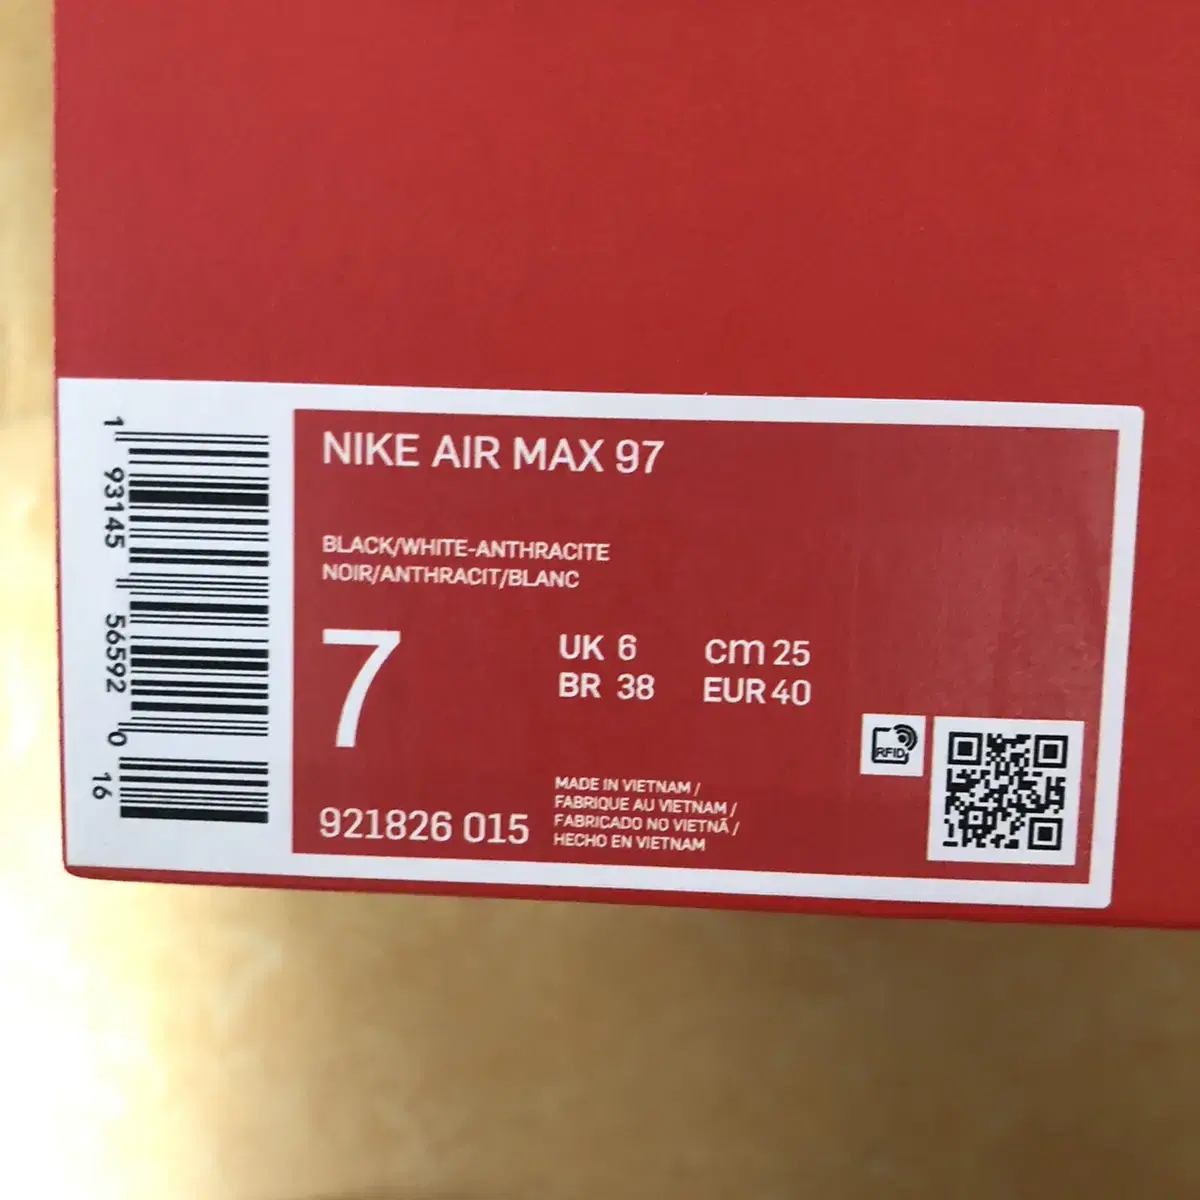 NIKE AIR MAX 97
BLACK/WHITE-ANTHRACITE
NOIR/ANTHRACIT/BLANC
7
UK 6
cm 25
BR 38
EUR 40
921826 015
MADE IN VIETNAM /
FABRIQUE AU VIETNAM /
FABRICADO NO VIETNÃ /
HECHO EN VIETNAM
RFID
1 93145 56592 0 16